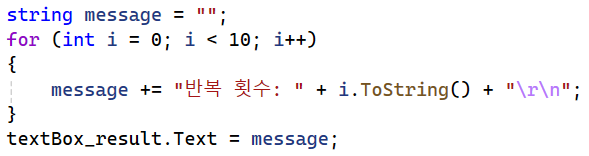 string message = "";
for (int i = 0; i < 10; i++)
{
    message += "반복 횟수: " + i.ToString() + "\r\n";
}
textBox_result.Text = message;